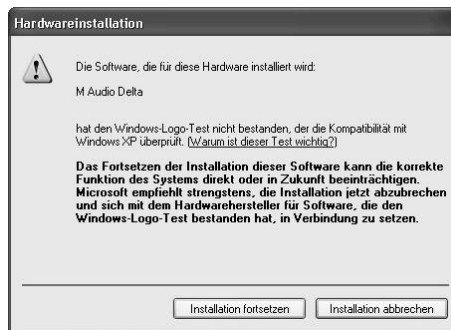 Hardwareinstallation
Die Software, die für diese Hardware installiert wird:
M Audio Delta
hat den Windows-Logo-Test nicht bestanden, der die Kompatibilität mit
Windows XP überprüft. (Warum ist dieser Test wichtig?)
Das Fortsetzen der Installation dieser Software kann die korrekte
Funktion des Systems direkt oder in Zukunft beeinträchtigen.
Microsoft empfiehlt strengstens, die Installation jetzt abzubrechen
und sich mit dem Hardwarehersteller für Software, die den
Windows-Logo-Test bestanden hat, in Verbindung zu setzen.
Installation fortsetzen Installation abbrechen